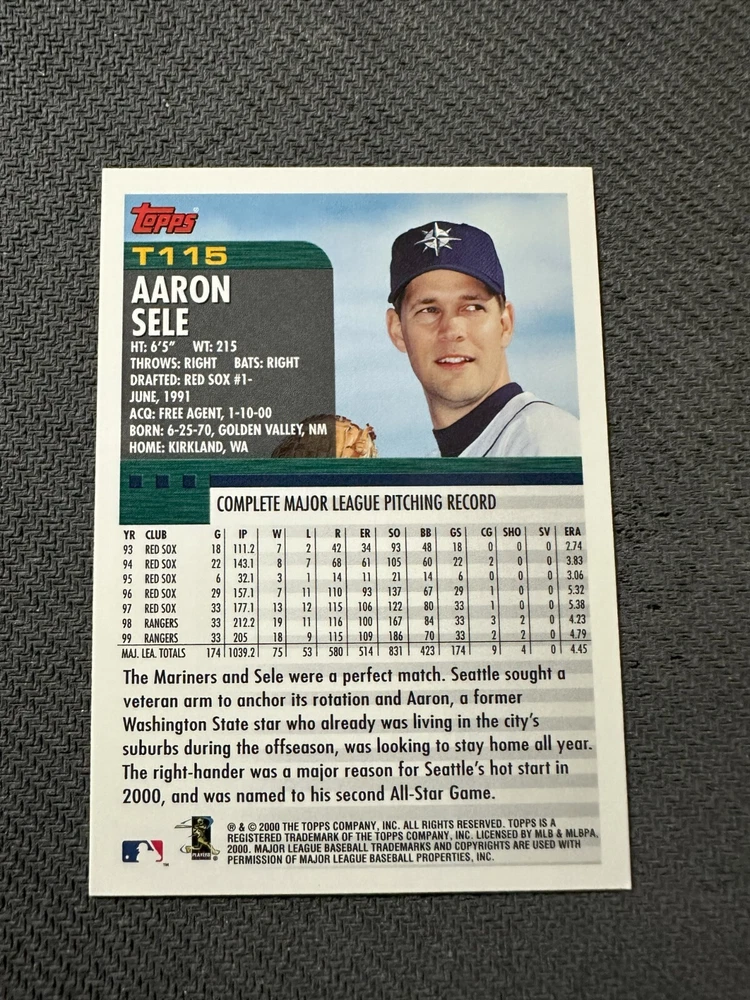 Topps
T115
AARON
SELE
HT: 6'5" WT: 215
THROWS: RIGHT BATS: RIGHT
DRAFTED: RED SOX #1-
JUNE, 1991
ACQ: FREE AGENT, 1-10-00
BORN: 6-25-70, GOLDEN VALLEY, NM
HOME: KIRKLAND, WA
COMPLETE MAJOR LEAGUE PITCHING RECORD
YR CLUB G IP W L R ER SO BB GS CG SHO SV ERA
93 RED SOX 18 111.2 7 2 42 34 93 48 18 0 0 0 2.74
94 RED SOX 22 143.1 8 7 68 61 105 60 22 2 0 0 3.83
95 RED SOX 6 32.1 3 1 14 11 21 14 6 0 0 0 3.06
96 RED SOX 29 157.1 7 11 110 93 137 67 29 1 0 0 5.32
97 RED SOX 33 177.1 13 12 115 106 122 80 33 1 0 0 5.38
98 RANGERS 33 212.2 19 11 116 100 167 84 33 3 2 0 4.23
99 RANGERS 33 205 18 9 115 109 186 70 33 2 2 0 4.79
MAJ. LEA. TOTALS 174 1039.2 75 53 580 514 831 423 174 9 4 0 4.45
The Mariners and Sele were a perfect match. Seattle sought a
veteran arm to anchor its rotation and Aaron, a former
Washington State star who already was living in the city's
suburbs during the offseason, was looking to stay home all year.
The right-hander was a major reason for Seattle's hot start in
2000, and was named to his second All-Star Game.
® & © 2000 THE TOPPS COMPANY, INC. ALL RIGHTS RESERVED. TOPPS IS A
REGISTERED TRADEMARK OF THE TOPPS COMPANY, INC. LICENSED BY MLB & MLBPA,
2000. MAJOR LEAGUE BASEBALL TRADEMARKS AND COPYRIGHTS ARE USED WITH
PERMISSION OF MAJOR LEAGUE BASEBALL PROPERTIES, INC.
PLAYERS